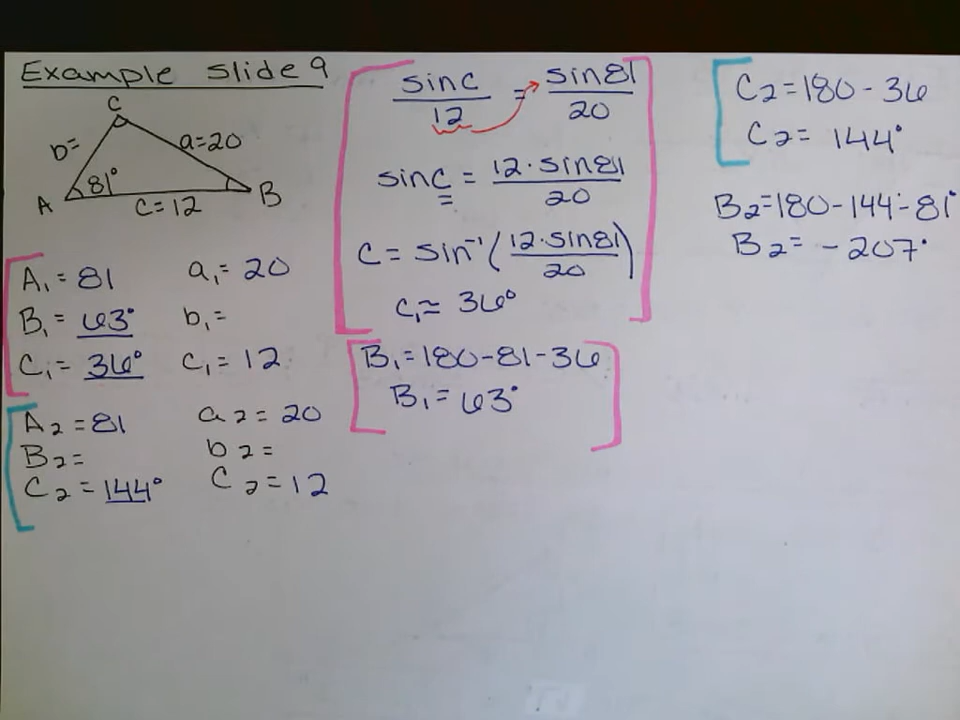 Example slide 9
C
b=
a=20
81°
A
B
c=12
A₁ = 81 a₁ = 20
B₁ = 63° b₁ =
C₁ = 36° c₁ = 12
A₂ = 81 a₂ = 20
B₂ =
b₂ =
C₂ = 144° C₂ = 12
sinc/12 = sin81/20
sinc = 12·sin81/20
C = sin⁻¹(12·sin81/20)
C₁ ≈ 36°
B₁ = 180-81-36
B₁ = 63°
C₂ = 180 - 36
C₂ = 144°
B₂ = 180 - 144 - 81°
B₂ = - 207°